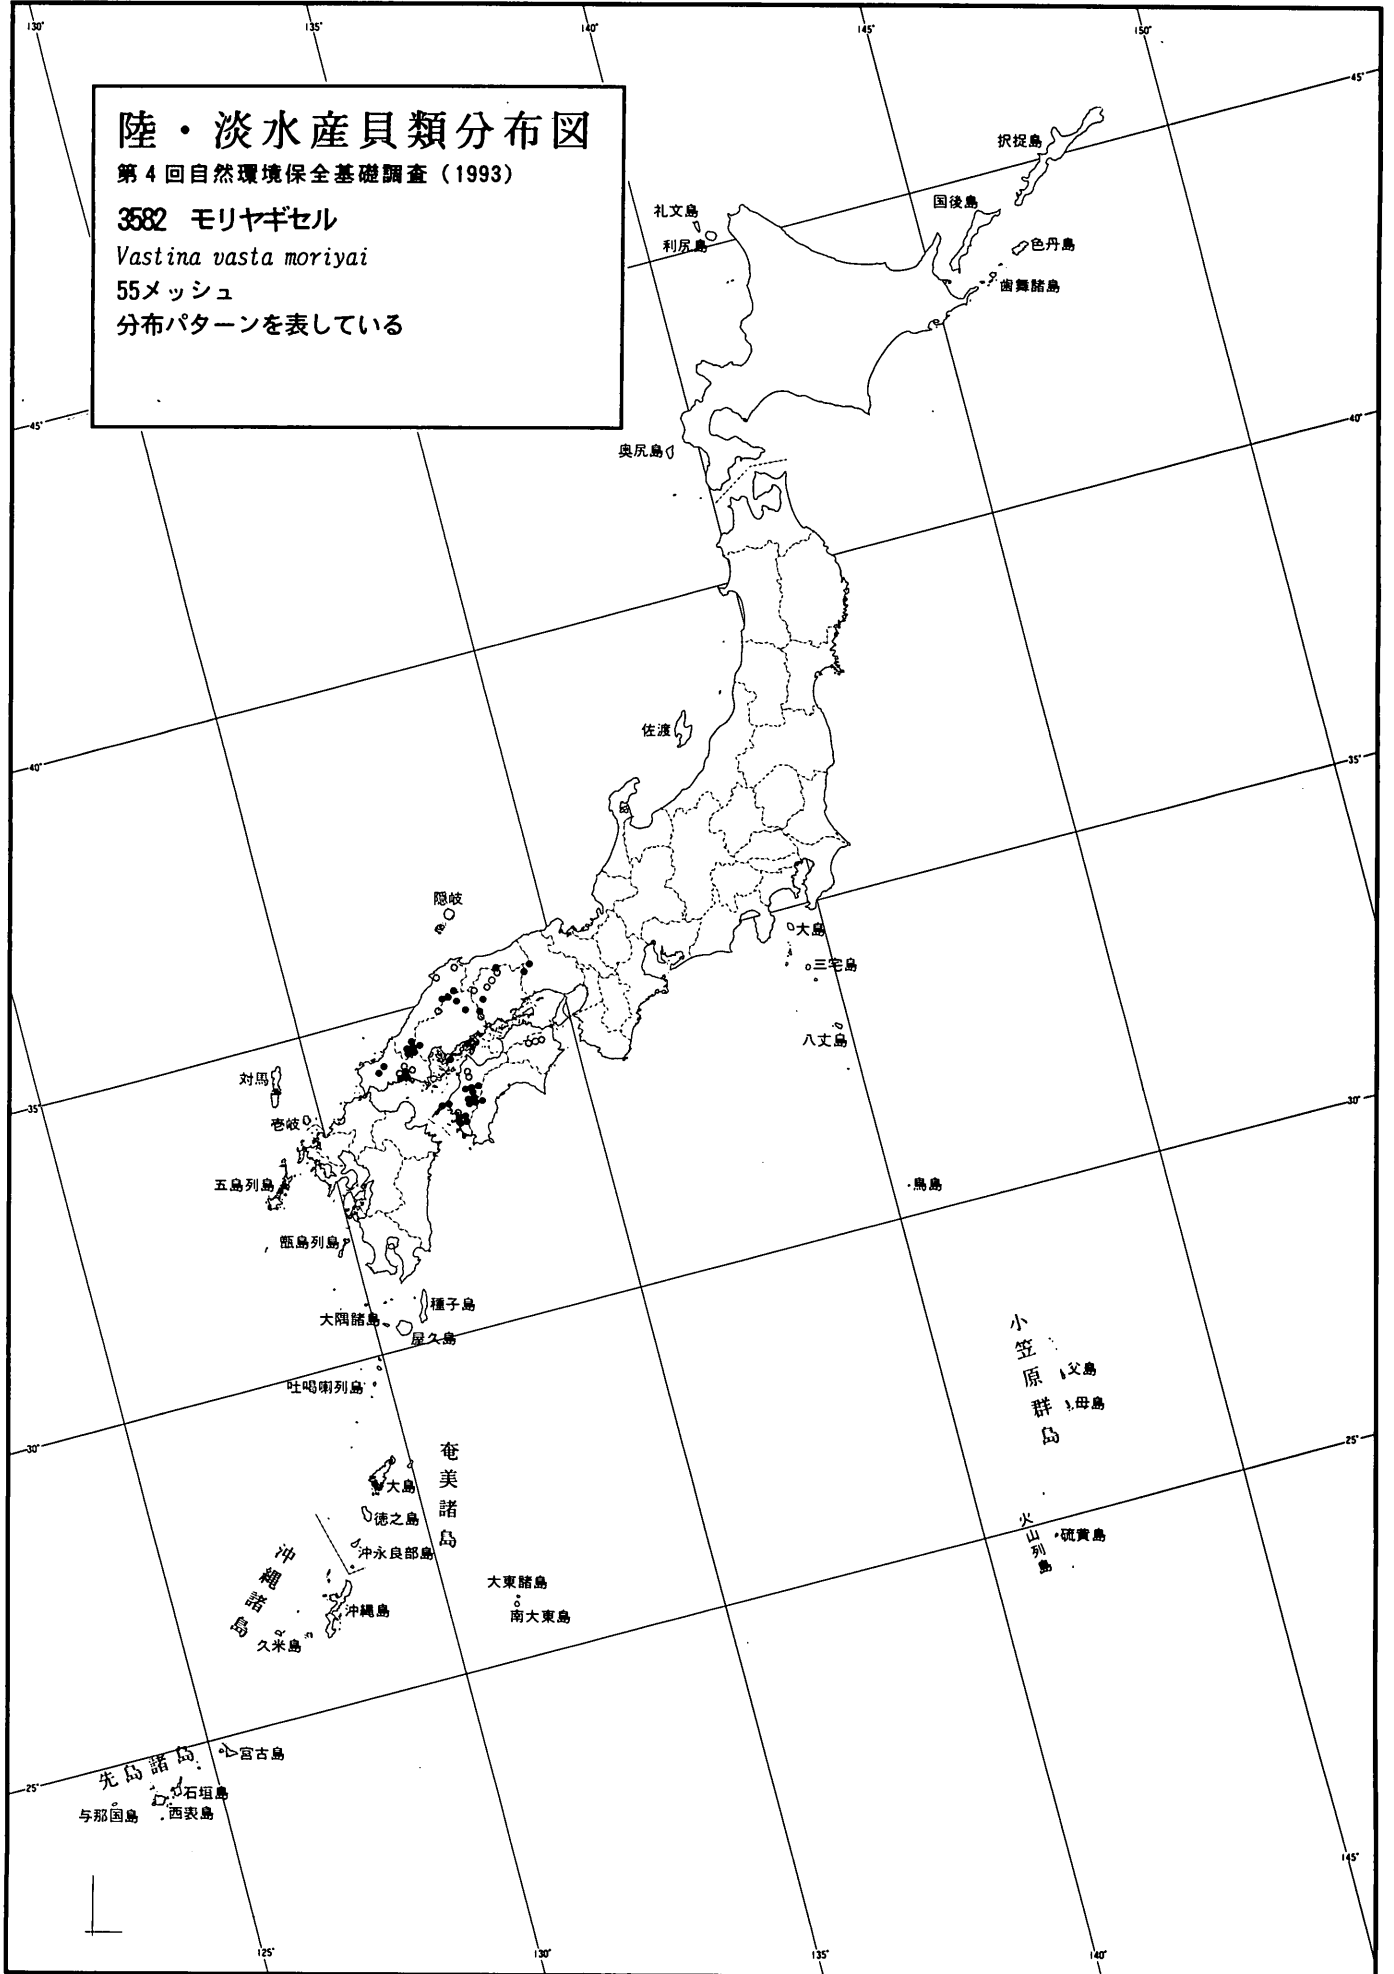 130°
135°
140°
145°
150°
陸・淡水産貝類分布図
第4回自然環境保全基礎調査（1993）
3582 モリヤギセル
Vastina vasta moriyai
55メッシュ
分布パターンを表している
45°
択捉島
国後島
色丹島
歯舞諸島
礼文島
利尻島
45°
40°
奥尻島
佐渡
40°
35°
隠岐
大島
三宅島
八丈島
対馬
壱岐
35°
30°
五島列島
甑島列島
鳥島
種子島
大隅諸島
屋久島
吐噶喇列島
小笠原群島
父島
母島
30°
25°
奄美諸島
大島
徳之島
沖永良部島
火山列島
硫黄島
沖縄諸島
沖縄島
久米島
大東諸島
南大東島
先島諸島
宮古島
石垣島
西表島
与那国島
25°
145°
125°
130°
135°
140°